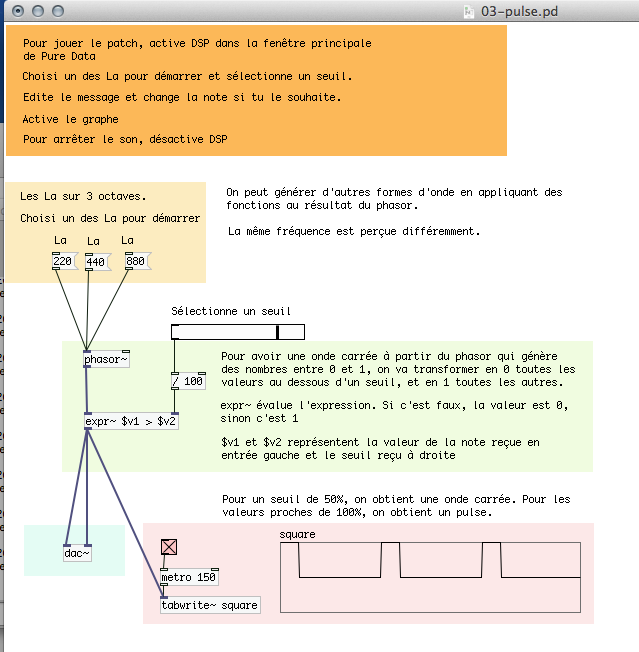 03-pulse.pd
Pour jouer le patch, active DSP dans la fenêtre principale
de Pure Data
Choisi un des La pour démarrer et sélectionne un seuil.
Edite le message et change la note si tu le souhaite.
Active le graphe
Pour arrêter le son, désactive DSP
Les La sur 3 octaves.
Choisi un des La pour démarrer
La La La
220 440 880
On peut générer d'autres formes d'onde en appliquant des
fonctions au résultat du phasor.
La même fréquence est perçue différemment.
Sélectionne un seuil
phasor~
/ 100
expr~ $v1 > $v2
Pour avoir une onde carrée à partir du phasor qui génère
des nombres entre 0 et 1, on va transformer en 0 toutes les
valeurs au dessous d'un seuil, et en 1 toutes les autres.
expr~ évalue l'expression. Si c'est faux, la valeur est 0,
sinon c'est 1
$v1 et $v2 représentent la valeur de la note reçue en
entrée gauche et le seuil reçu à droite
Pour un seuil de 50%, on obtient une onde carrée. Pour les
valeurs proches de 100%, on obtient un pulse.
dac~
metro 150
tabwrite~ square
square